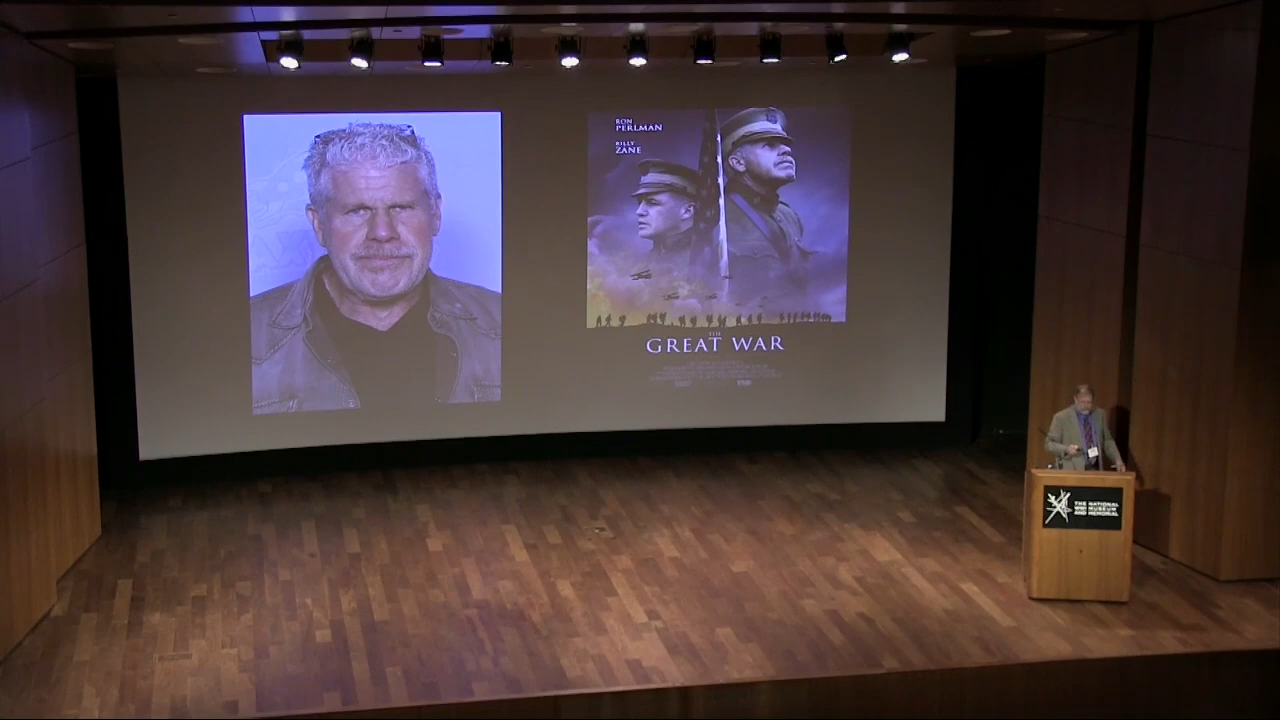 RON
PERLMAN
BILLY
ZANE
THE
GREAT WAR
THE NATIONAL
WWI MUSEUM
AND MEMORIAL